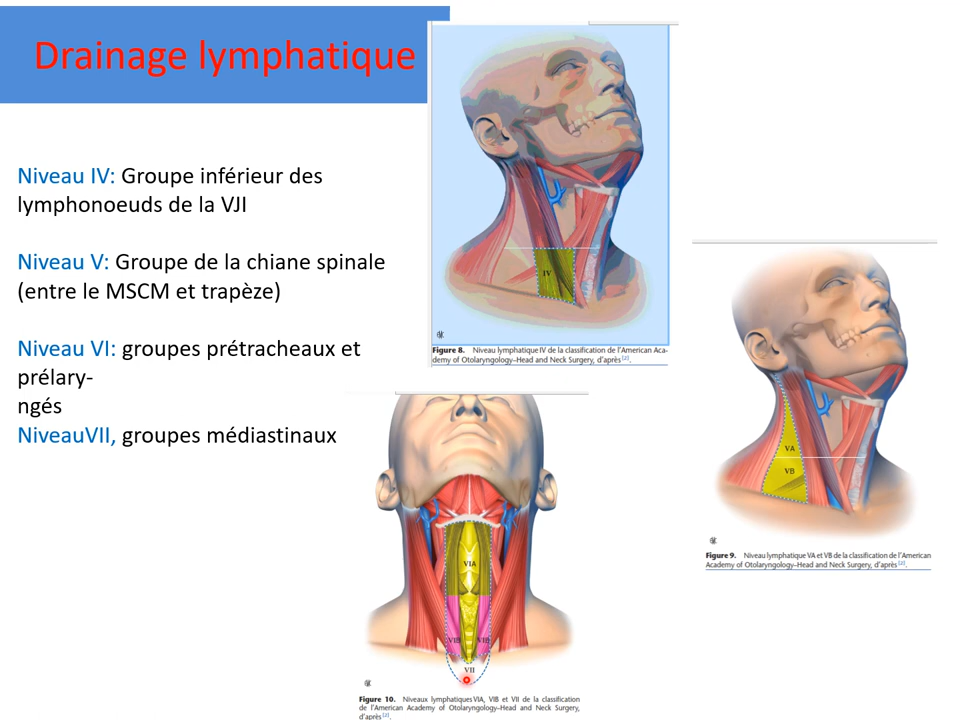 Drainage lymphatique
Niveau IV: Groupe inférieur des
lymphonoeuds de la VJI
Niveau V: Groupe de la chiane spinale
(entre le MSCM et trapèze)
Niveau VI: groupes prétracheaux et
prélary-
ngés
NiveauVII, groupes médiastinaux
IV
Figure 8. Niveau lymphatique IV de la classification de l'American Aca-
demy of Otolaryngology–Head and Neck Surgery, d'après [2].
VA
VB
Figure 9. Niveau lymphatique VA et VB de la classification de l'American
Academy of Otolaryngology–Head and Neck Surgery, d'après [2].
VIA
VIB VIB
VII
Figure 10. Niveaux lymphatiques VIA, VIB et VII de la classification
de l'American Academy of Otolaryngology–Head and Neck Surgery,
d'après [2].